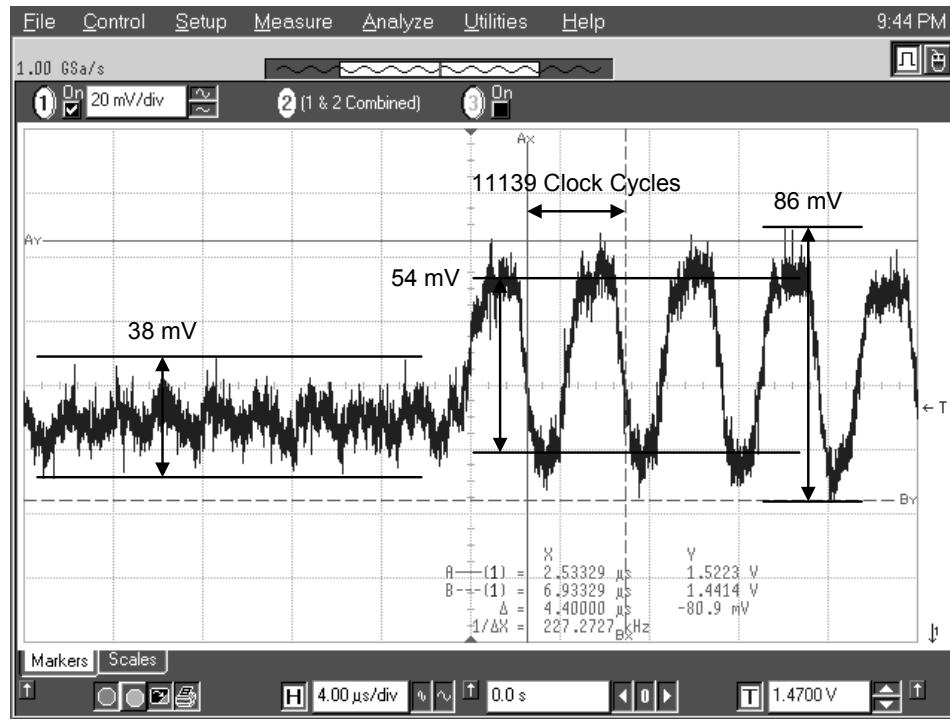 File Control Setup Measure Analyze Utilities Help 9:44 PM
1.00 GSa/s
1 On 20 mV/div 2 (1 & 2 Combined) 3 On
Ax
11139 Clock Cycles
86 mV
Ay
54 mV
38 mV
T
By
X Y
A—(1) = 2.53329 µs 1.5223 V
B--(1) = 6.93329 µs 1.4414 V
Δ = 4.40000 µs -80.9 mV
1/ΔX = 227.2727 kHz
Bx
Markers Scales
H 4.00 µs/div 0.0 s 0 T 1.4700 V